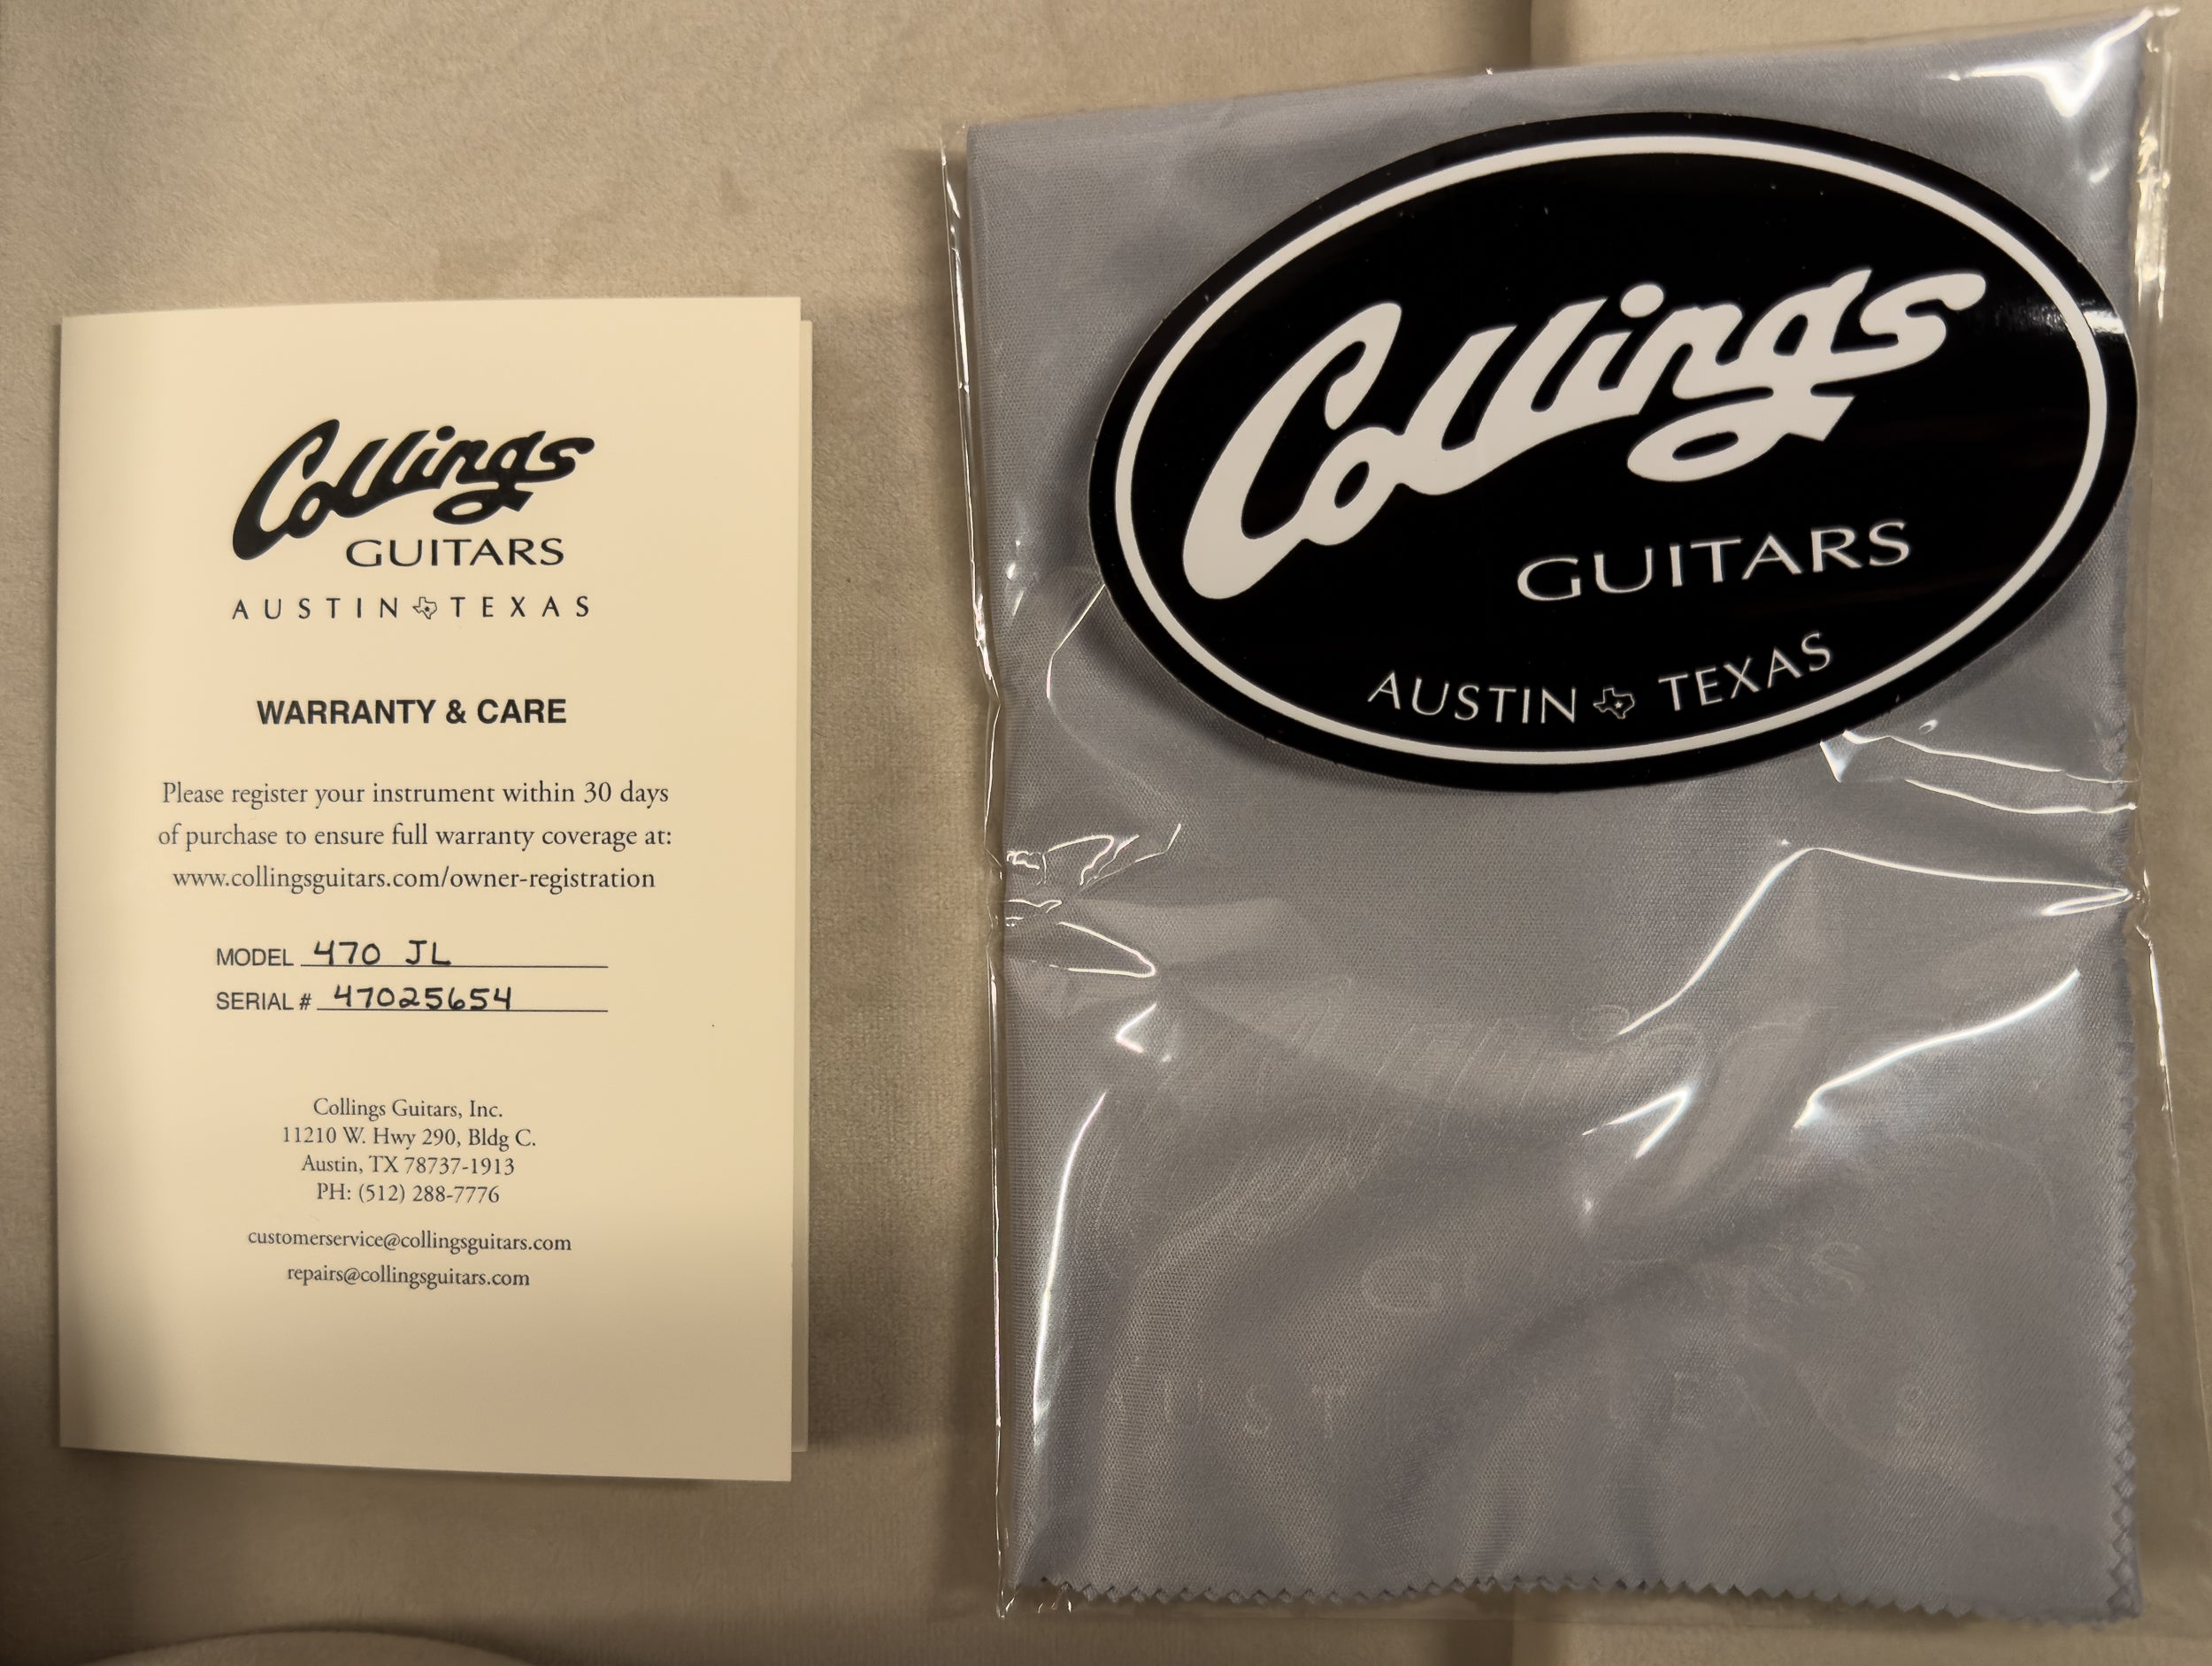 Collings
GUITARS
AUSTIN TEXAS
WARRANTY & CARE
Please register your instrument within 30 days
of purchase to ensure full warranty coverage at:
www.collingsguitars.com/owner-registration
MODEL 470 JL
SERIAL # 47025654
Collings Guitars, Inc.
11210 W. Hwy 290, Bldg C.
Austin, TX 78737-1913
PH: (512) 288-7776
customerservice@collingsguitars.com
repairs@collingsguitars.com
Collings
GUITARS
AUSTIN TEXAS